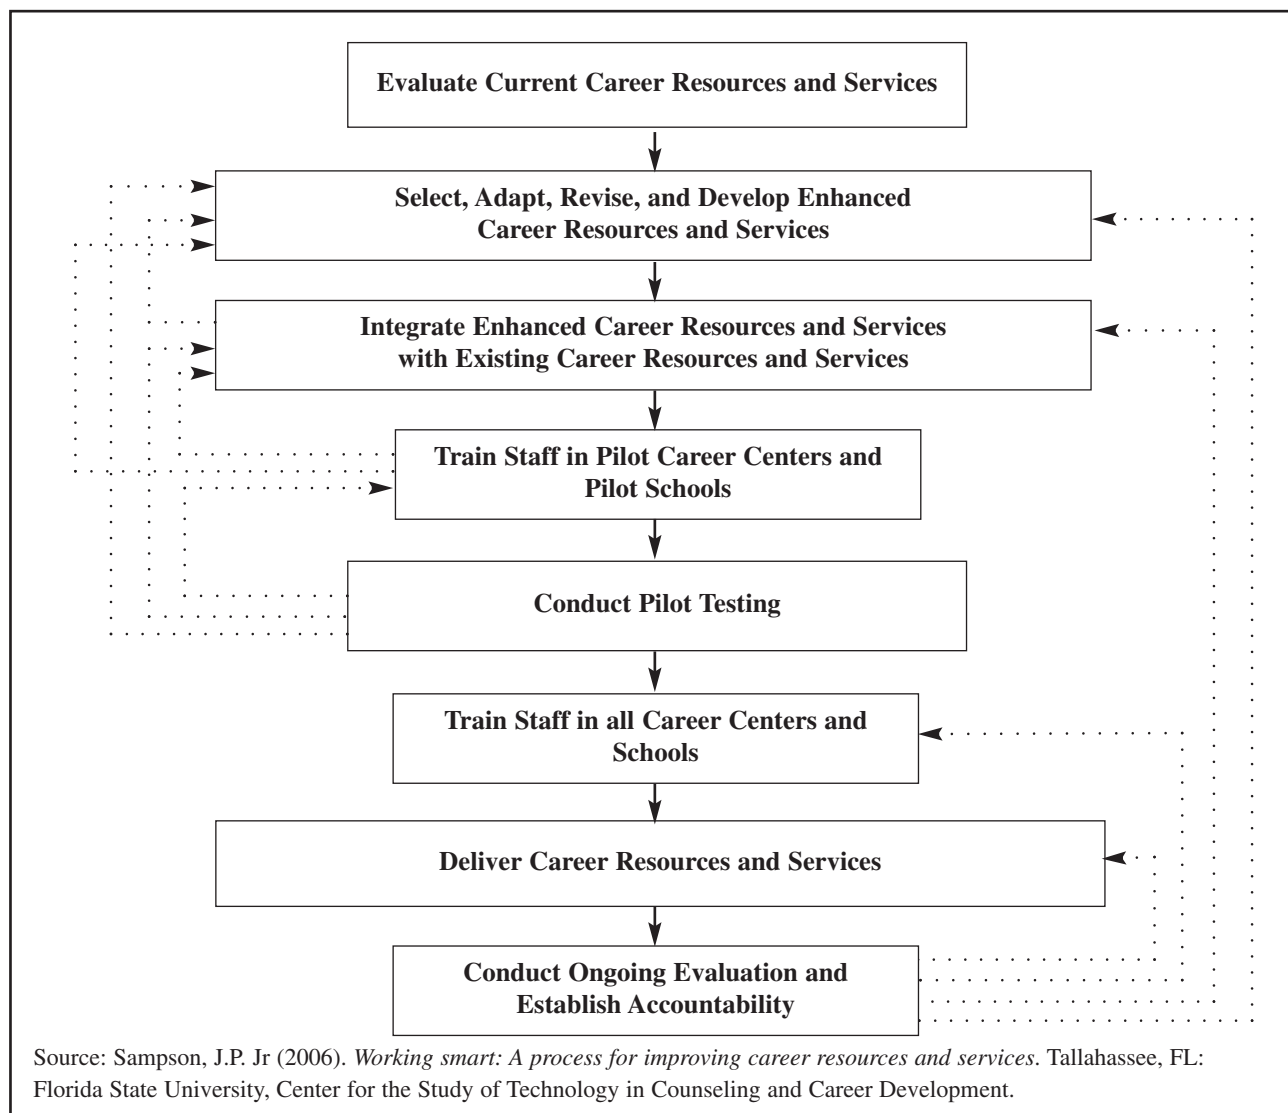 Evaluate Current Career Resources and Services
Select, Adapt, Revise, and Develop Enhanced
Career Resources and Services
Integrate Enhanced Career Resources and Services
with Existing Career Resources and Services
Train Staff in Pilot Career Centers and
Pilot Schools
Conduct Pilot Testing
Train Staff in all Career Centers and
Schools
Deliver Career Resources and Services
Conduct Ongoing Evaluation and
Establish Accountability
Source: Sampson, J.P. Jr (2006). Working smart: A process for improving career resources and services. Tallahassee, FL:
Florida State University, Center for the Study of Technology in Counseling and Career Development.